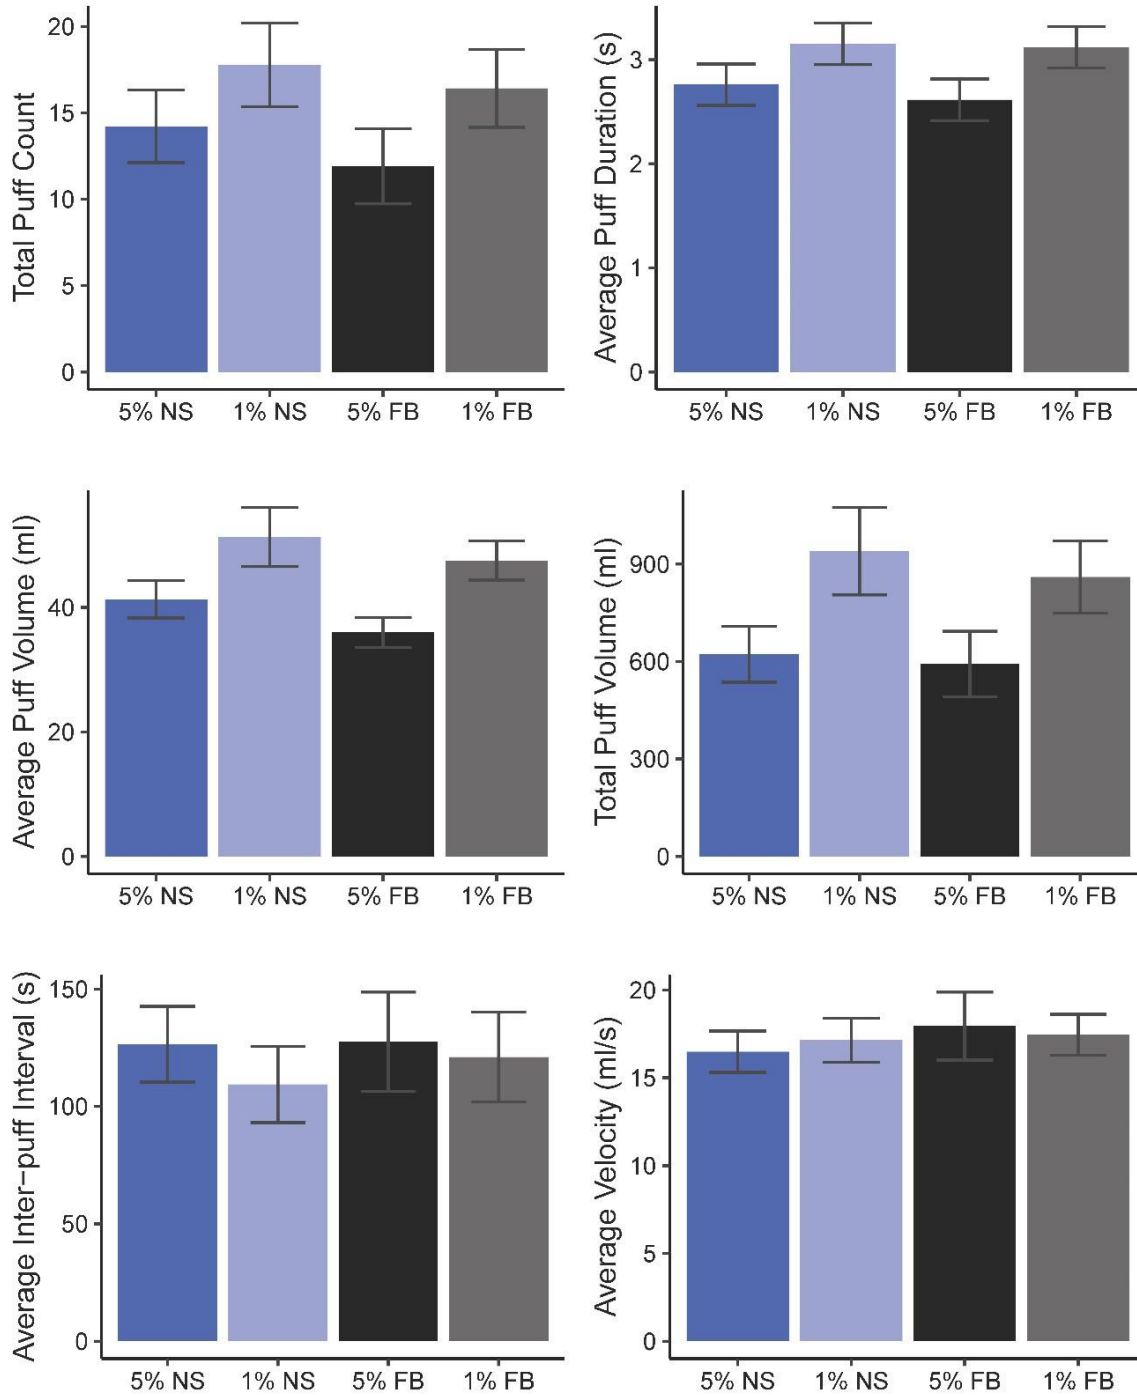 Total Puff Count
20
15
10
5
0
5% NS 1% NS 5% FB 1% FB
Average Puff Duration (s)
3
2
1
0
5% NS 1% NS 5% FB 1% FB
Average Puff Volume (ml)
40
20
0
5% NS 1% NS 5% FB 1% FB
Total Puff Volume (ml)
900
600
300
0
5% NS 1% NS 5% FB 1% FB
Average Inter-puff Interval (s)
150
100
50
0
5% NS 1% NS 5% FB 1% FB
Average Velocity (ml/s)
20
15
10
5
0
5% NS 1% NS 5% FB 1% FB